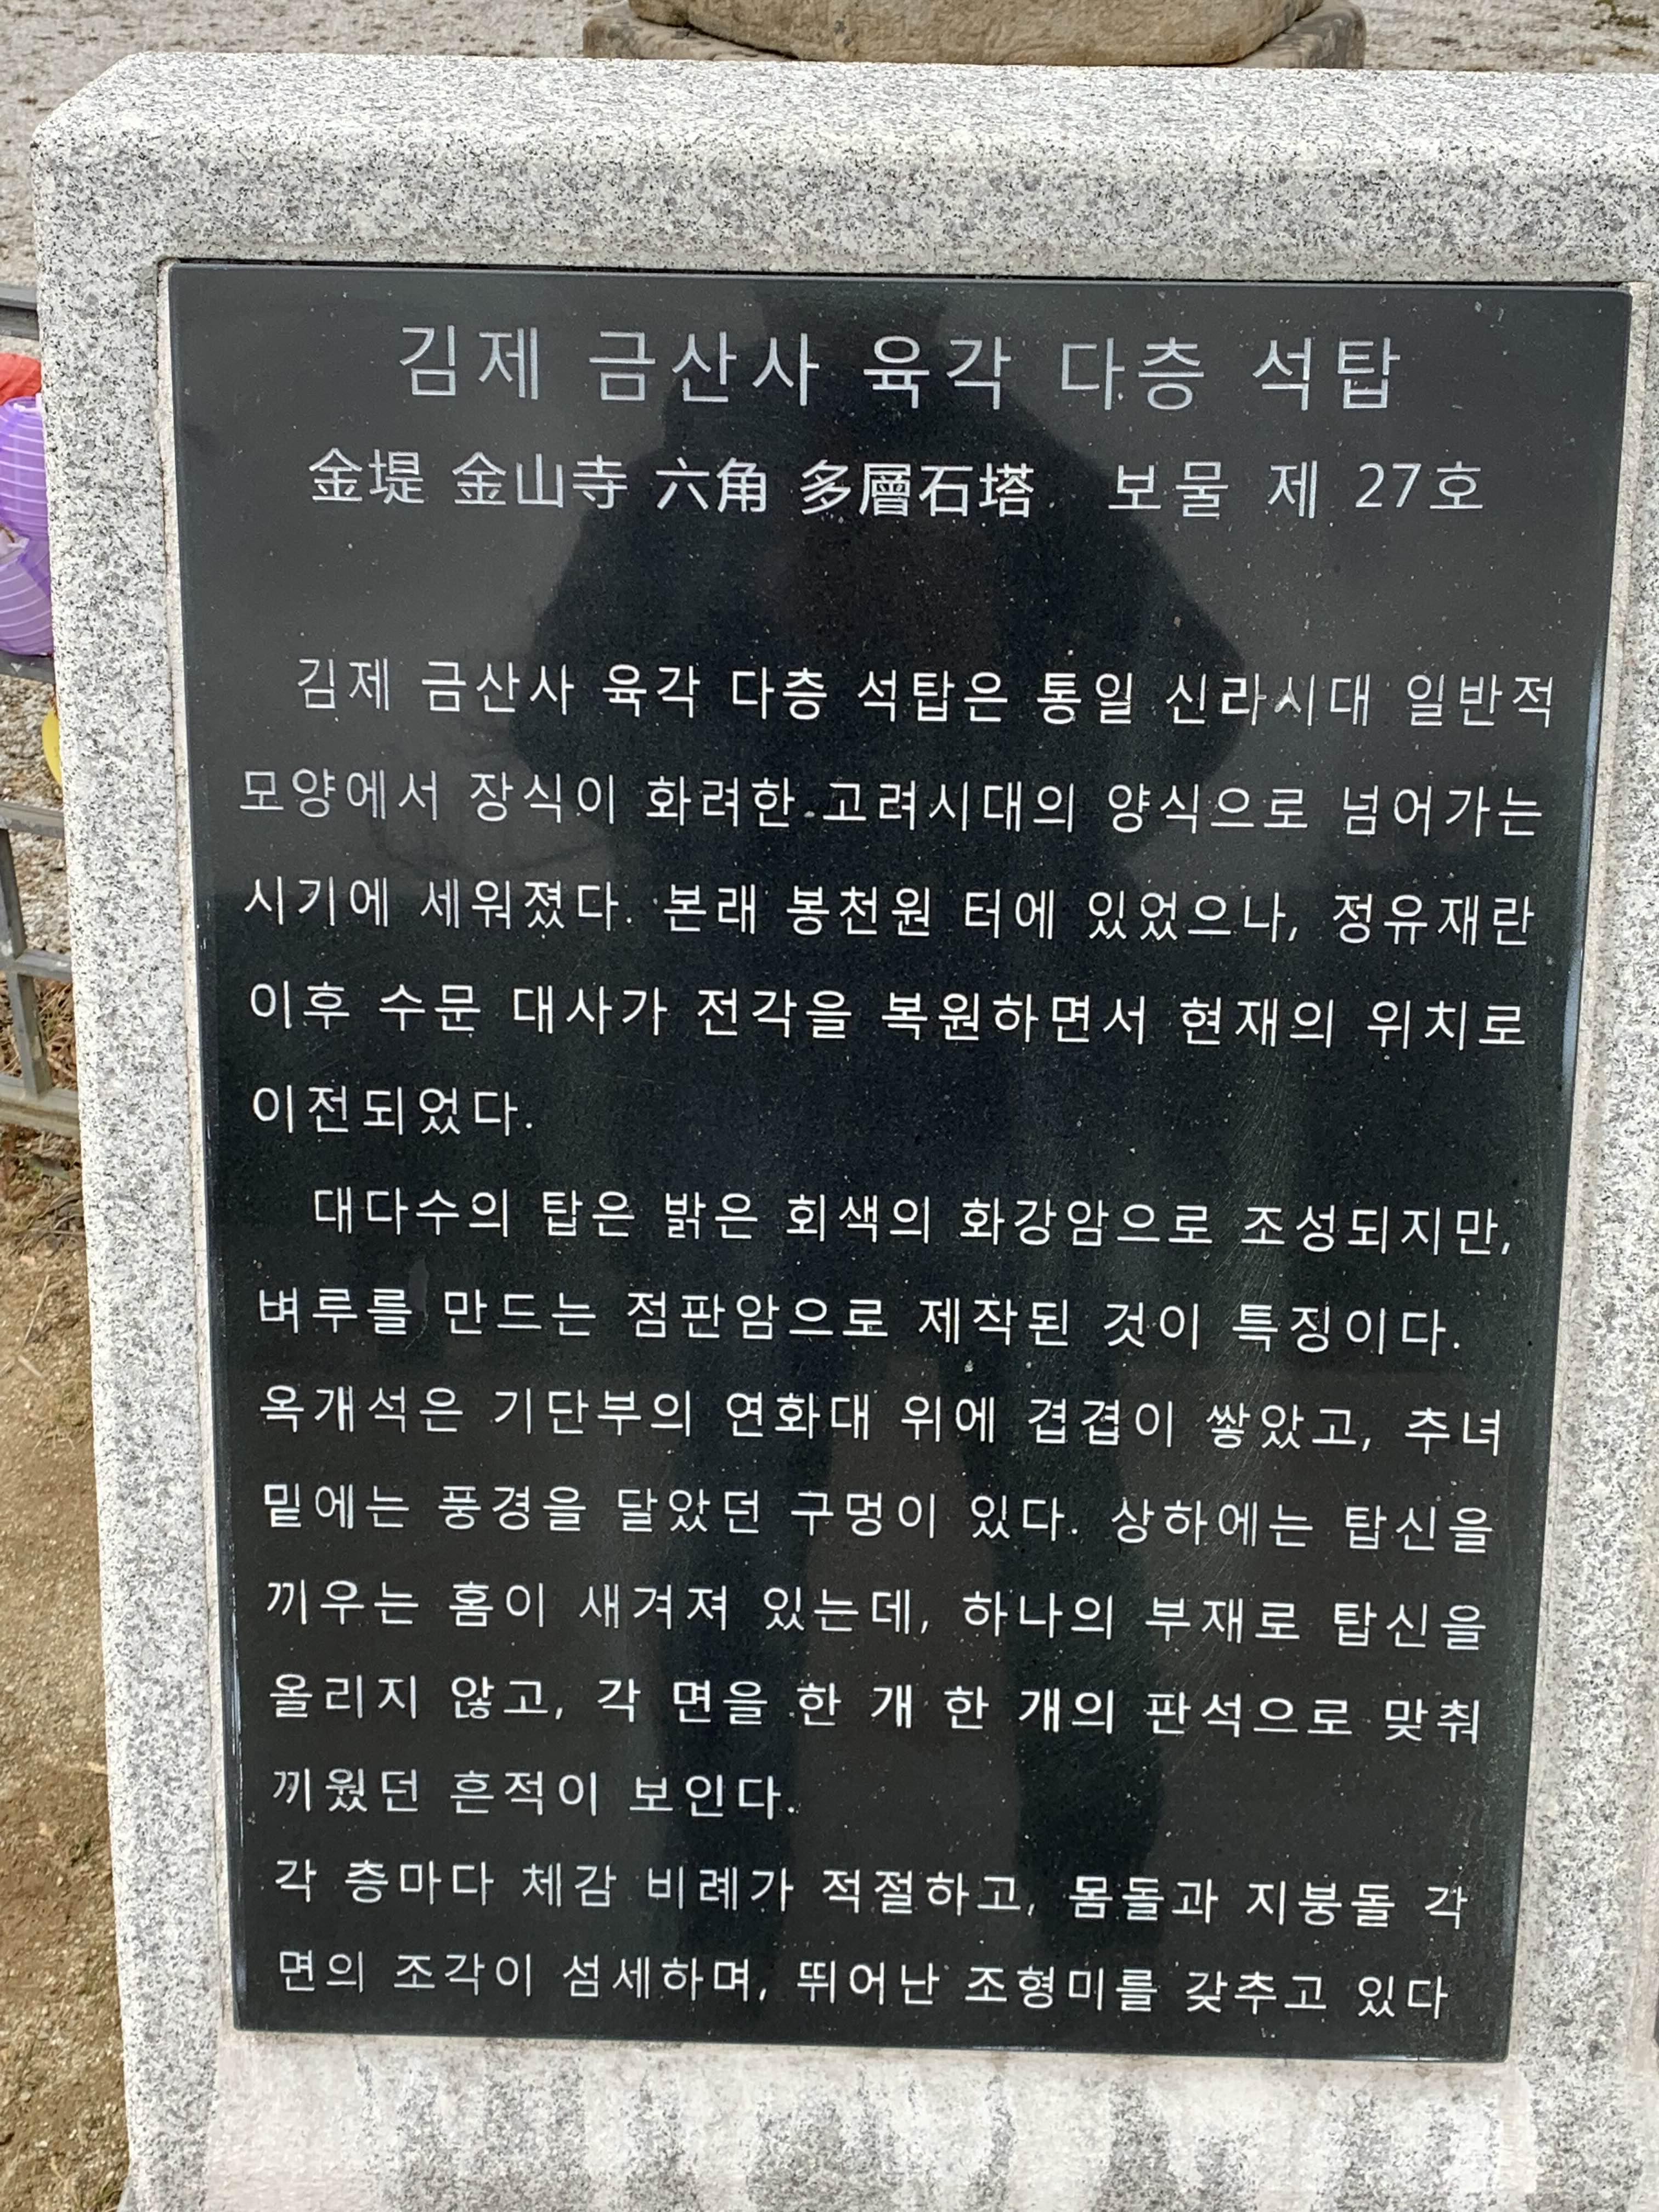 김제 금산사 육각 다층 석탑
金堤 金山寺 六角 多層石塔 보물 제 27호
김제 금산사 육각 다층 석탑은 통일 신라시대 일반적
모양에서 장식이 화려한 고려시대의 양식으로 넘어가는
시기에 세워졌다. 본래 봉천원 터에 있었으나, 정유재란
이후 수문 대사가 전각을 복원하면서 현재의 위치로
이전되었다.
대다수의 탑은 밝은 회색의 화강암으로 조성되지만,
벼루를 만드는 점판암으로 제작된 것이 특징이다.
옥개석은 기단부의 연화대 위에 겹겹이 쌓았고, 추녀
밑에는 풍경을 달았던 구멍이 있다. 상하에는 탑신을
끼우는 홈이 새겨져 있는데, 하나의 부재로 탑신을
올리지 않고, 각 면을 한 개 한 개의 판석으로 맞춰
끼웠던 흔적이 보인다.
각 층마다 체감 비례가 적절하고, 몸돌과 지붕돌 각
면의 조각이 섬세하며, 뛰어난 조형미를 갖추고 있다